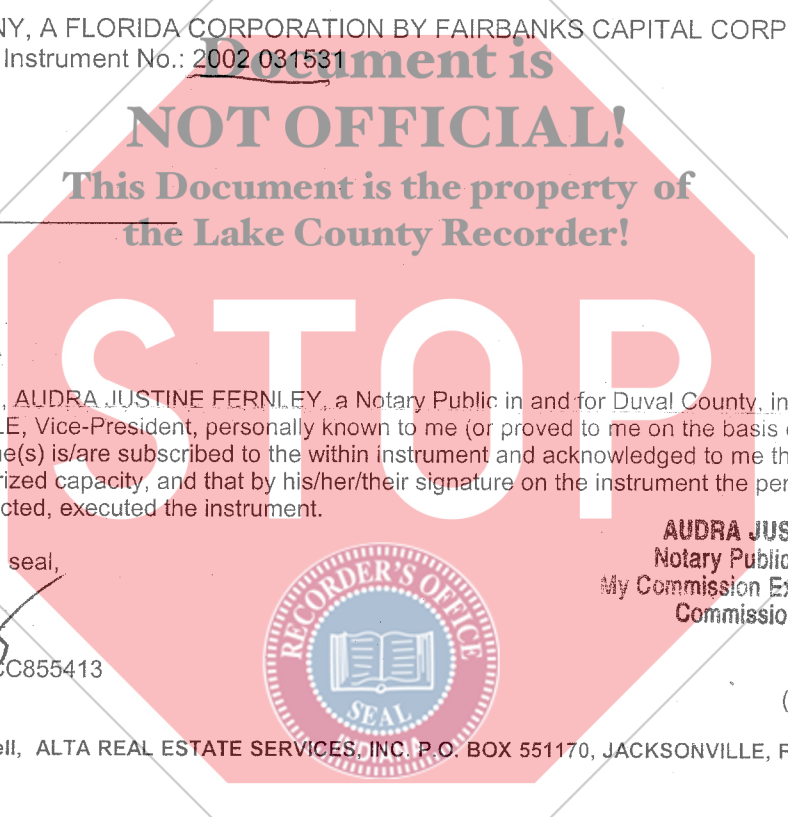 NY, A FLORIDA CORPORATION BY FAIRBANKS CAPITAL CORP
Instrument No.: 2002 031531
Document is
NOT OFFICIAL!
This Document is the property of
the Lake County Recorder!
STOP
, AUDRA JUSTINE FERNLEY, a Notary Public in and for Duval County, in
LE, Vice-President, personally known to me (or proved to me on the basis
e(s) is/are subscribed to the within instrument and acknowledged to me th
rized capacity, and that by his/her/their signature on the instrument the per
cted, executed the instrument.
AUDRA JUS
Notary Public
My Commission Ex
Commissio
seal,
CC855413
RECORDER'S OFFICE
SEAL
INDIANA
(
ell, ALTA REAL ESTATE SERVICES, INC. P.O. BOX 551170, JACKSONVILLE,